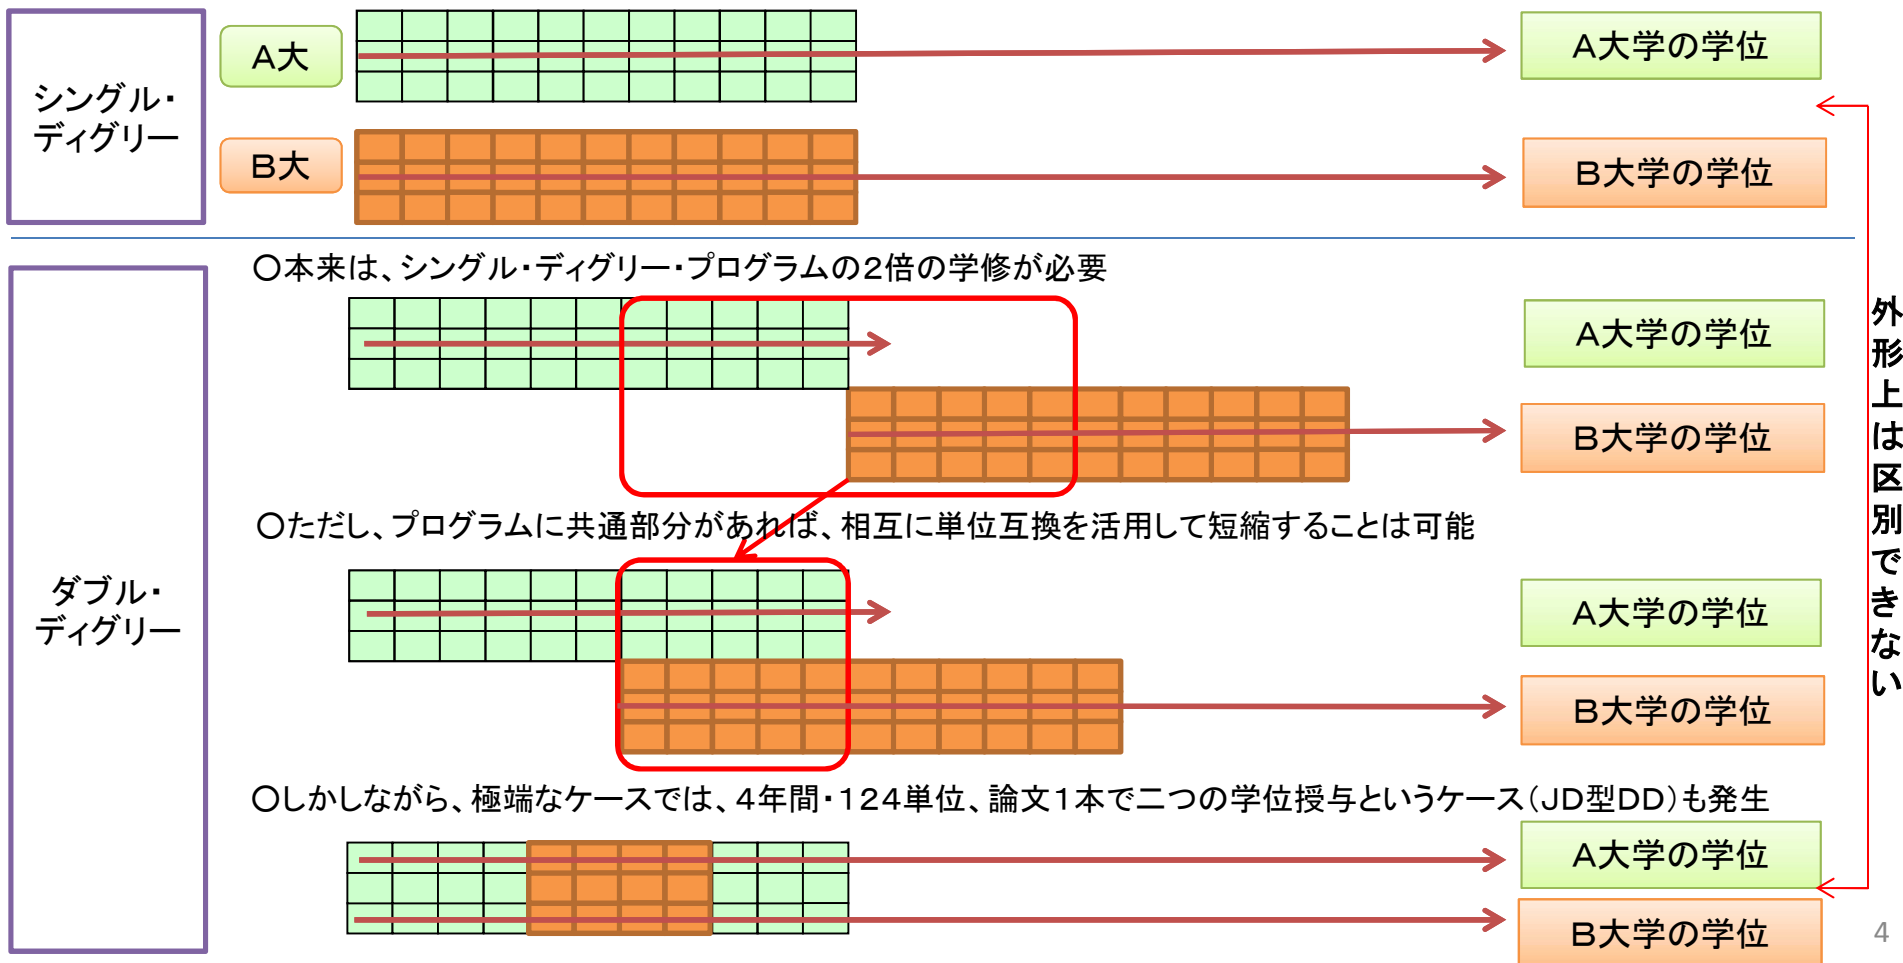 シングル・
ディグリー
A大
A大学の学位
B大
B大学の学位
ダブル・
ディグリー
○本来は、シングル・ディグリー・プログラムの2倍の学修が必要
A大学の学位
B大学の学位
○ただし、プログラムに共通部分があれば、相互に単位互換を活用して短縮することは可能
A大学の学位
B大学の学位
○しかしながら、極端なケースでは、4年間・124単位、論文1本で二つの学位授与というケース(JD型DD)も発生
A大学の学位
B大学の学位
外形上は区別できない
4